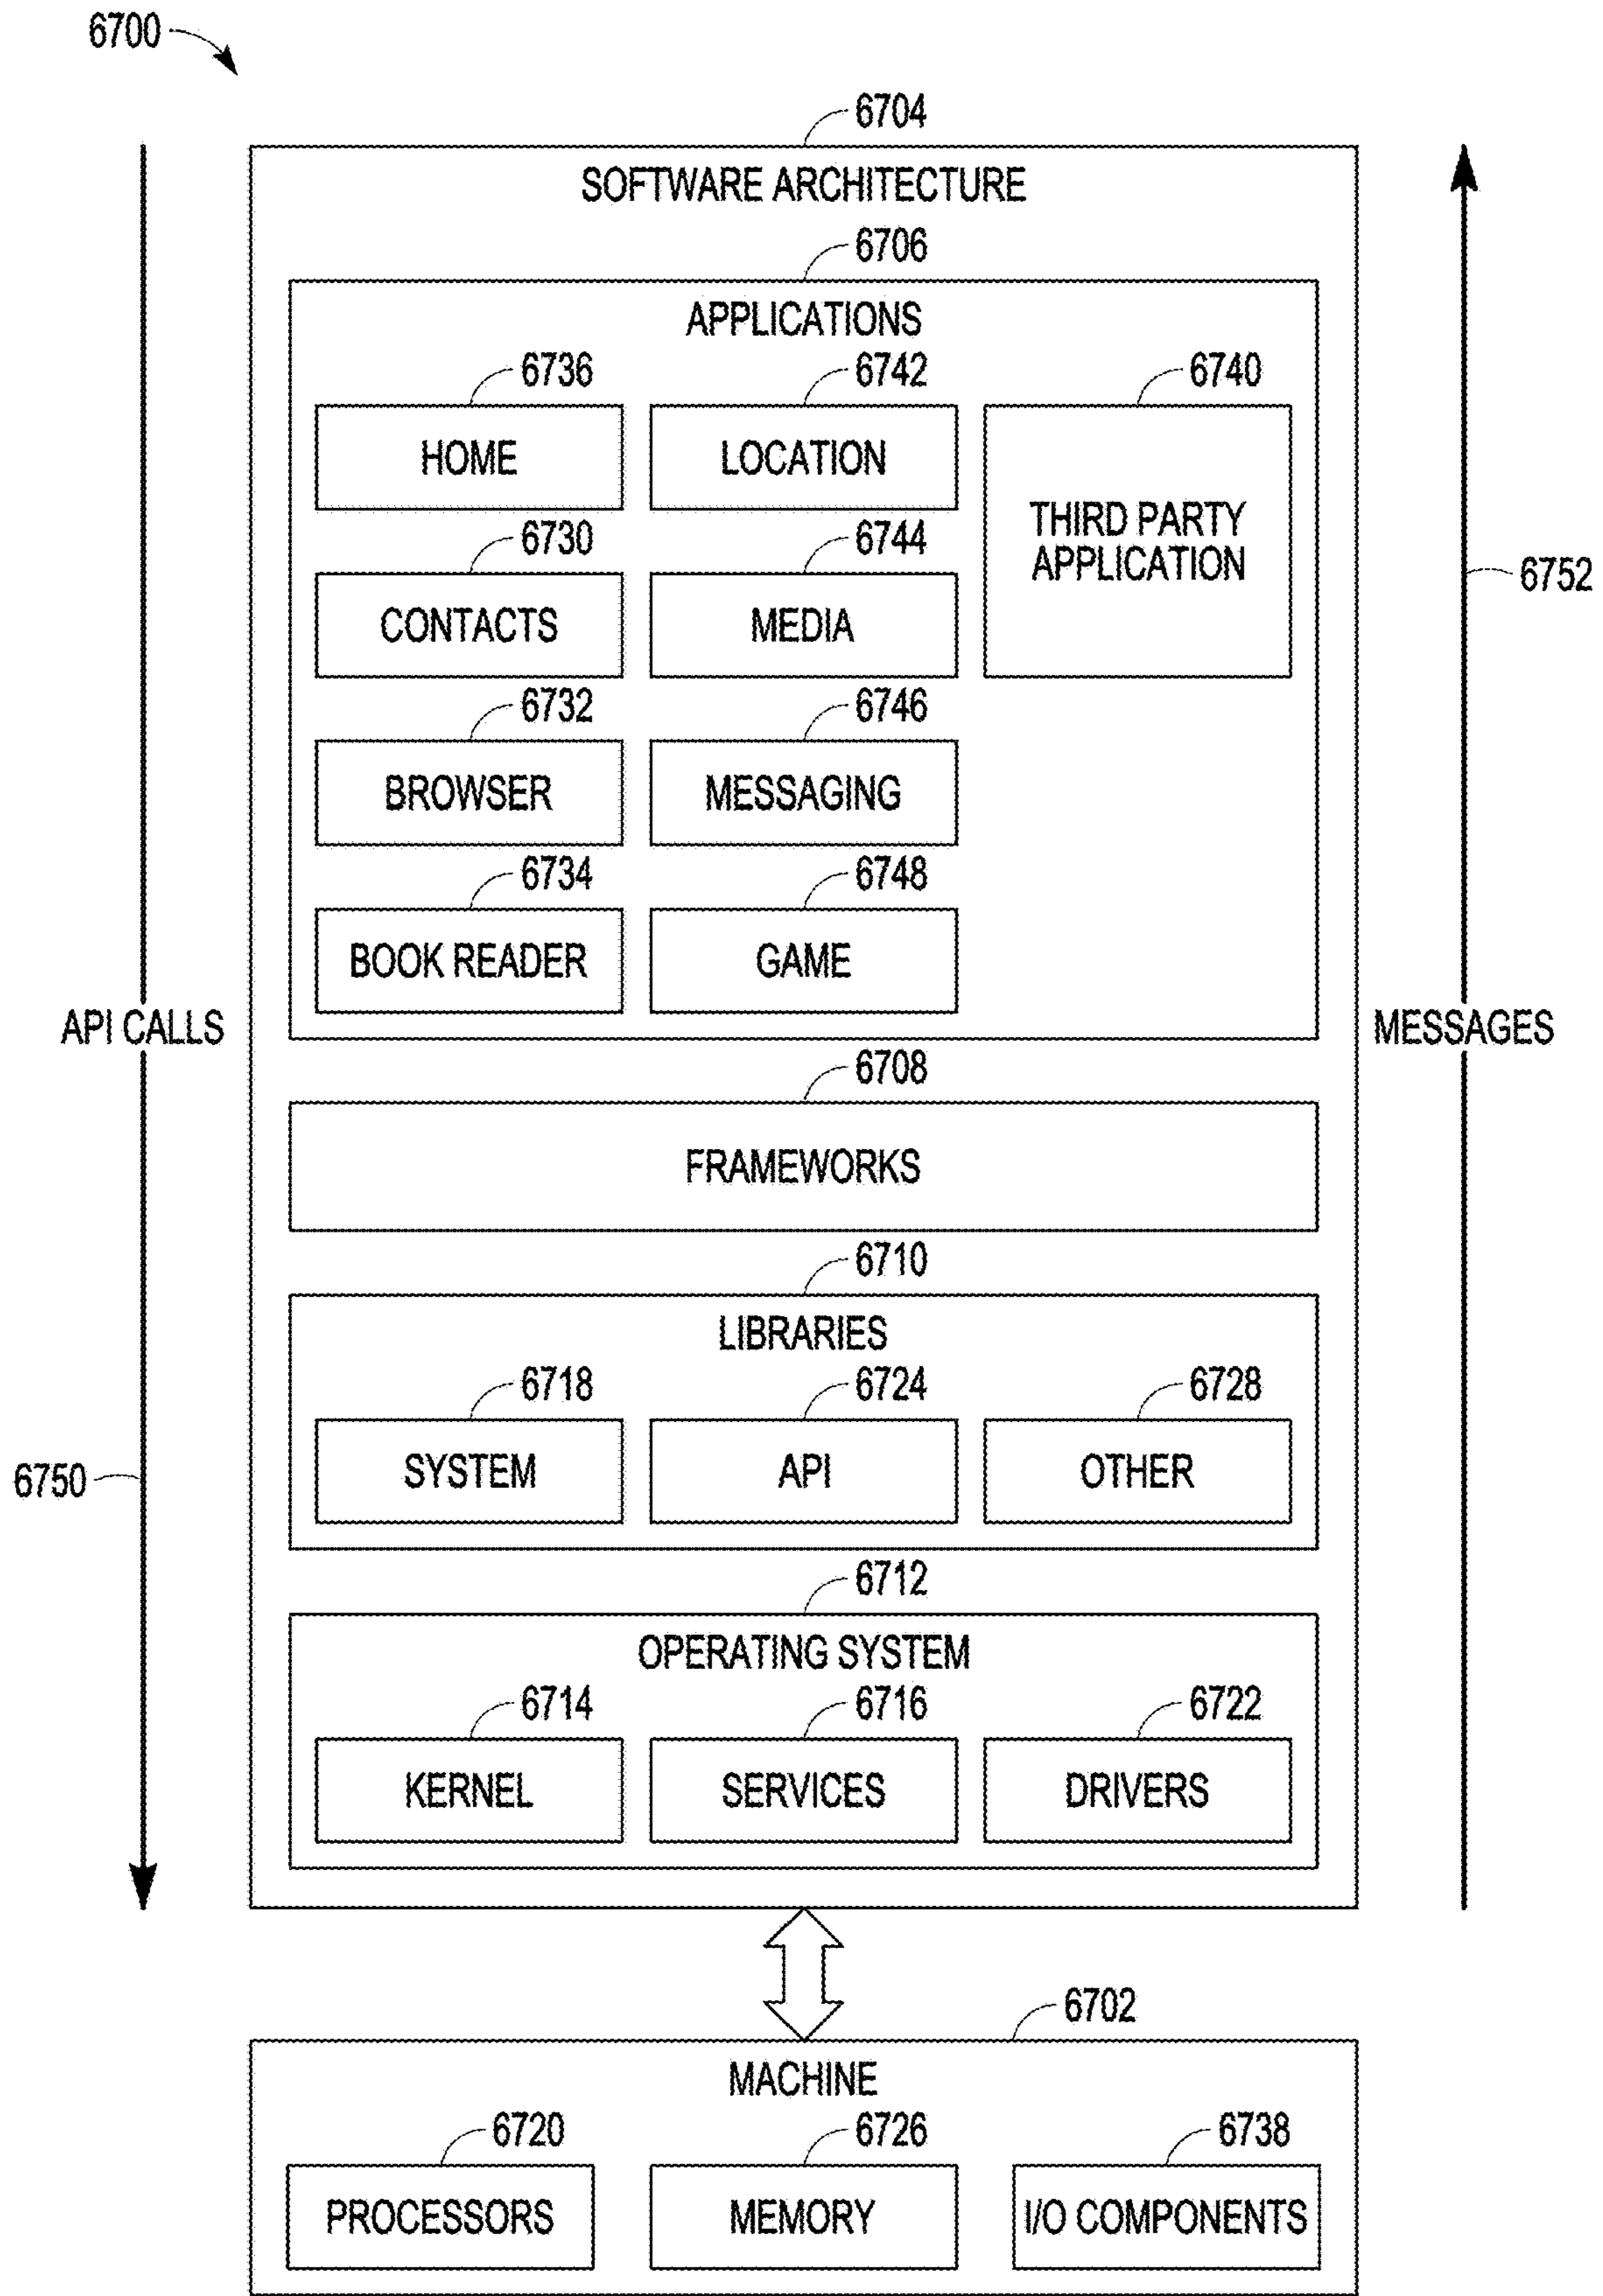 6700
6704
SOFTWARE ARCHITECTURE
6706
APPLICATIONS
6736 6742 6740
HOME LOCATION
THIRD PARTY
APPLICATION
6730 6744
CONTACTS MEDIA
6752
6732 6746
BROWSER MESSAGING
6734 6748
BOOK READER GAME
API CALLS MESSAGES
6708
FRAMEWORKS
6710
LIBRARIES
6718 6724 6728
SYSTEM API OTHER
6750
6712
OPERATING SYSTEM
6714 6716 6722
KERNEL SERVICES DRIVERS
6702
MACHINE
6720 6726 6738
PROCESSORS MEMORY I/O COMPONENTS